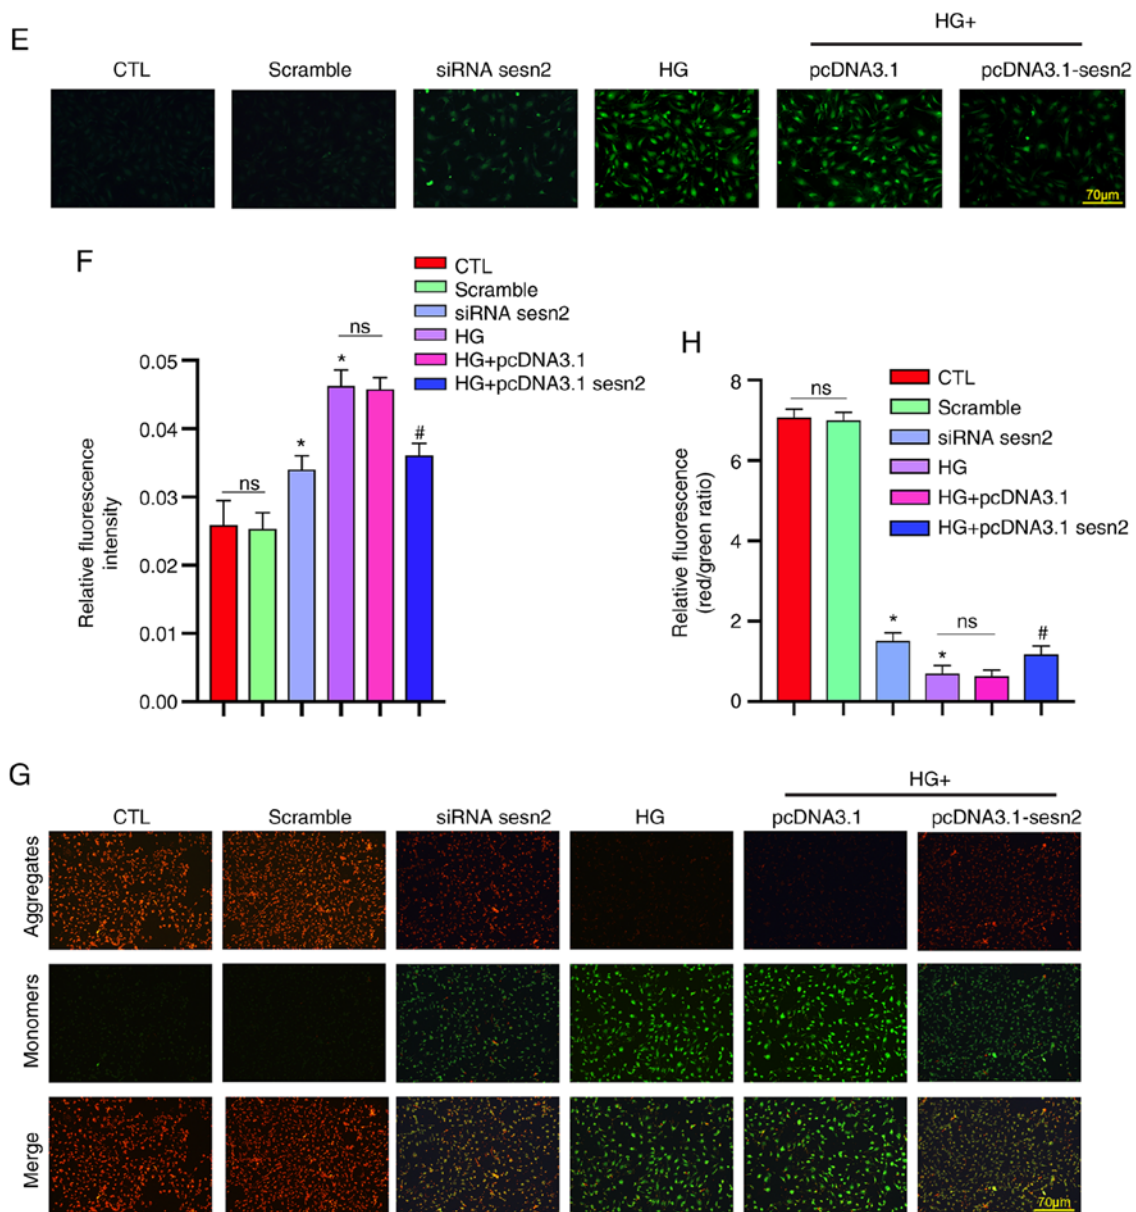 E
HG+
CTL Scramble siRNA sesn2 HG pcDNA3.1 pcDNA3.1-sesn2
70µm
F
CTL
Scramble
siRNA sesn2
HG
HG+pcDNA3.1
HG+pcDNA3.1 sesn2
Relative fluorescence
intensity
0.05
0.04
0.03
0.02
0.01
0.00
ns
*
*
ns
#
H
CTL
Scramble
siRNA sesn2
HG
HG+pcDNA3.1
HG+pcDNA3.1 sesn2
Relative fluorescence
(red/green ratio)
8
6
4
2
0
ns
*
*
ns
#
G
HG+
CTL Scramble siRNA sesn2 HG pcDNA3.1 pcDNA3.1-sesn2
Aggregates
Monomers
Merge
70µm